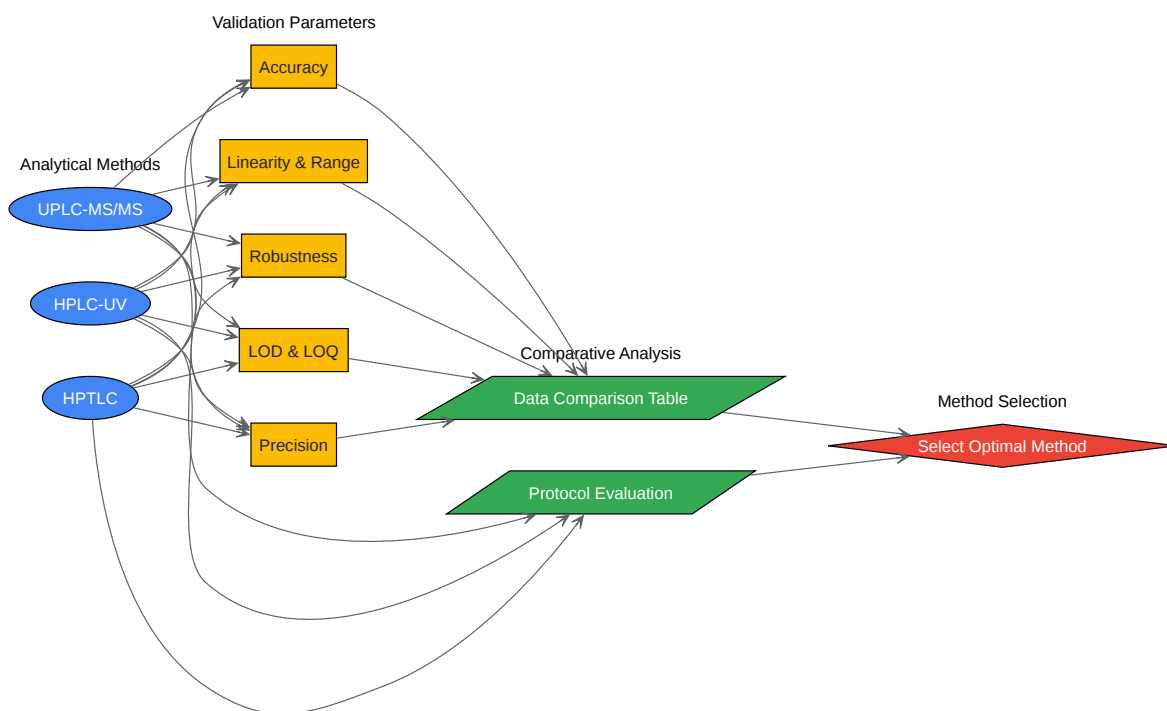 Validation Parameters
Accuracy
Linearity & Range
Robustness
LOD & LOQ
Precision
Analytical Methods
UPLC-MS/MS
HPLC-UV
HPTLC
Comparative Analysis
Data Comparison Table
Protocol Evaluation
Method Selection
Select Optimal Method